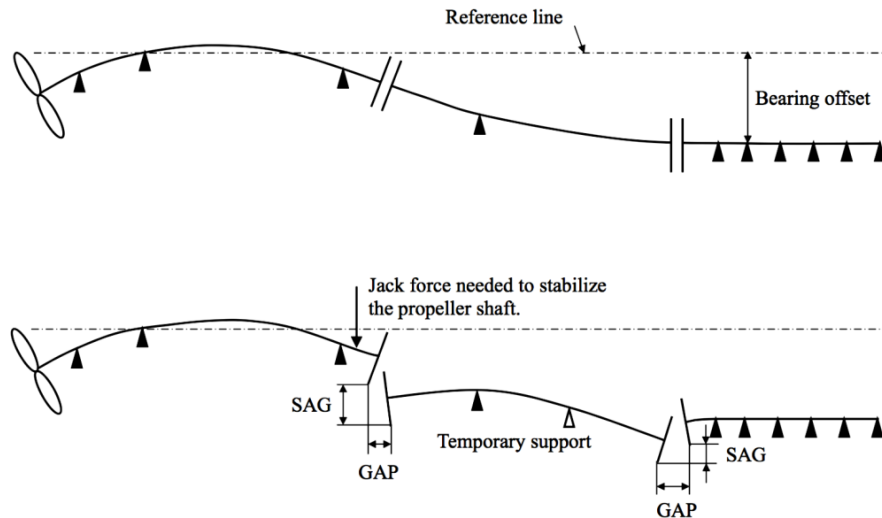 Reference line
Bearing offset
Jack force needed to stabilize
the propeller shaft.
SAG
GAP
Temporary support
SAG
GAP